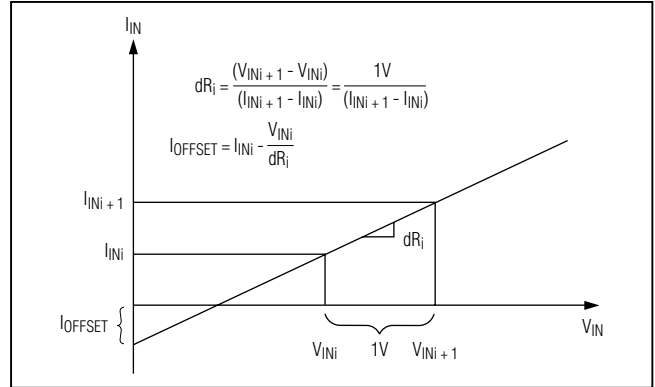 I_IN
dR_i = (V_INi + 1 - V_INi) / (I_INi + 1 - I_INi) = 1V / (I_INi + 1 - I_INi)
I_OFFSET = I_INi - V_INi / dR_i
I_INi + 1
I_INi
dR_i
I_OFFSET {
V_IN
V_INi 1V V_INi + 1